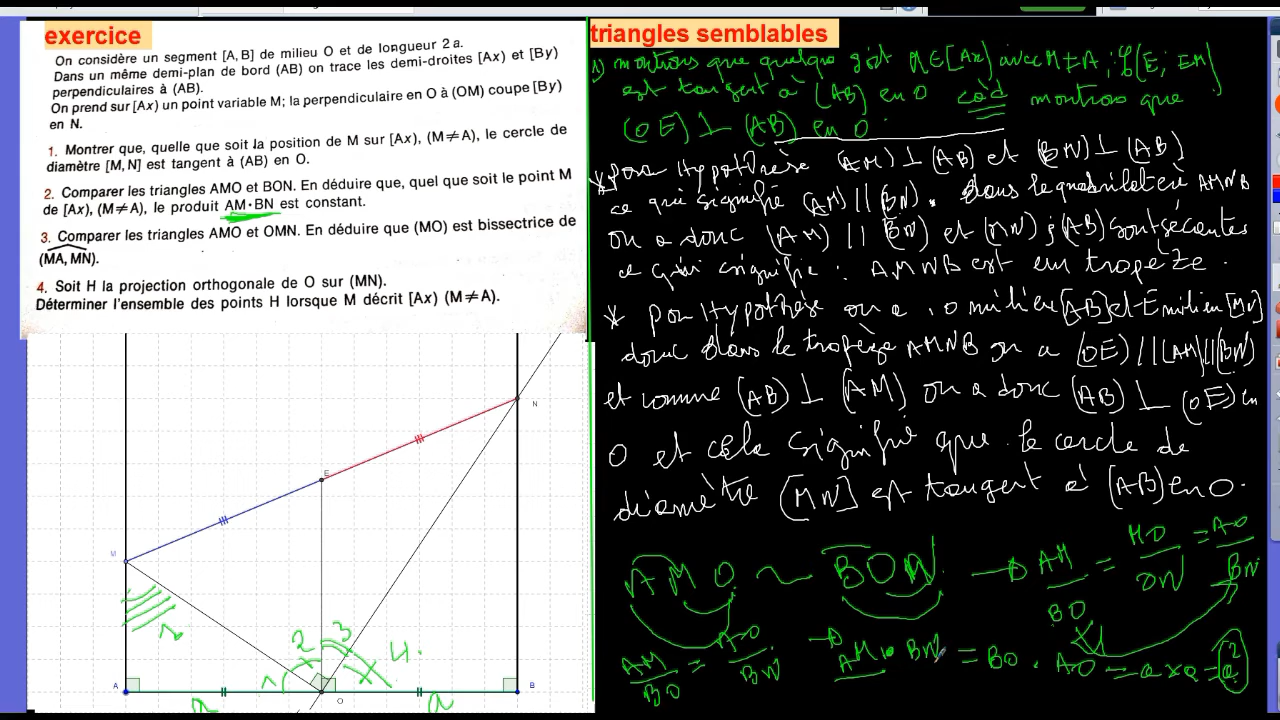 exercice
On considère un segment [A, B] de milieu O et de longueur 2 a.
Dans un même demi-plan de bord (AB) on trace les demi-droites [Ax) et [By)
perpendiculaires à (AB).
On prend sur [Ax) un point variable M; la perpendiculaire en O à (OM) coupe [By)
en N.
1. Montrer que, quelle que soit la position de M sur [Ax), (M≠A), le cercle de
diamètre [M, N] est tangent à (AB) en O.
2. Comparer les triangles AMO et BON. En déduire que, quel que soit le point M
de [Ax), (M≠A), le produit AM·BN est constant.
3. Comparer les triangles AMO et OMN. En déduire que (MO) est bissectrice de
(MA, MN).
4. Soit H la projection orthogonale de O sur (MN).
Déterminer l'ensemble des points H lorsque M décrit [Ax) (M≠A).
N
E
M
2 3 4
1
A
O
B
a
a
triangles semblables
1) montrons que quelque soit M∈[Ax) avec M≠A ; (E; EM)
est tangent à (AB) en O càd montrons que
(OE) ⊥ (AB) en O.
* par Hypothèse (AM) ⊥ (AB) et (BN) ⊥ (AB)
ce qui signifie (AM) // (BN). dans le quadrilatère AMNB
on a donc (AM) // (BN) et (MN) ; (AB) sont sécantes
ce qui signifie : AMNB est un trapèze.
* par Hypothèse on a : O milieu [AB] et E milieu [MN]
donc dans le trapèze AMNB on a (OE) // (AM) // (BN)
et comme (AB) ⊥ (AM) on a donc (AB) ⊥ (OE) en
O et cela signifie que le cercle de
diamètre [MN] est tangent à (AB) en O.
AMO ~ BON → AM/BO = MO/ON = AO/BN
AM/BO = AO/BN → AM • BN = BO . AO = a x a = a²